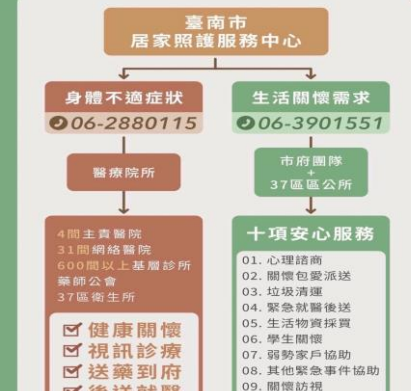 臺南市
居家照護服務中心
身體不適症狀
06-2880115
醫療院所
4間主責醫院
31間網絡醫院
600間以上基層診所
藥師公會
37區衛生所
健康關懷
視訊診療
送藥到府
後送就醫
生活關懷需求
06-3901551
市府團隊
+
37區區公所
十項安心服務
01. 心理諮商
02. 關懷包愛派送
03. 垃圾清運
04. 緊急就醫後送
05. 生活物資採買
06. 學生關懷
07. 弱勢家戶協助
08. 其他緊急事件協助
09. 關懷訪視